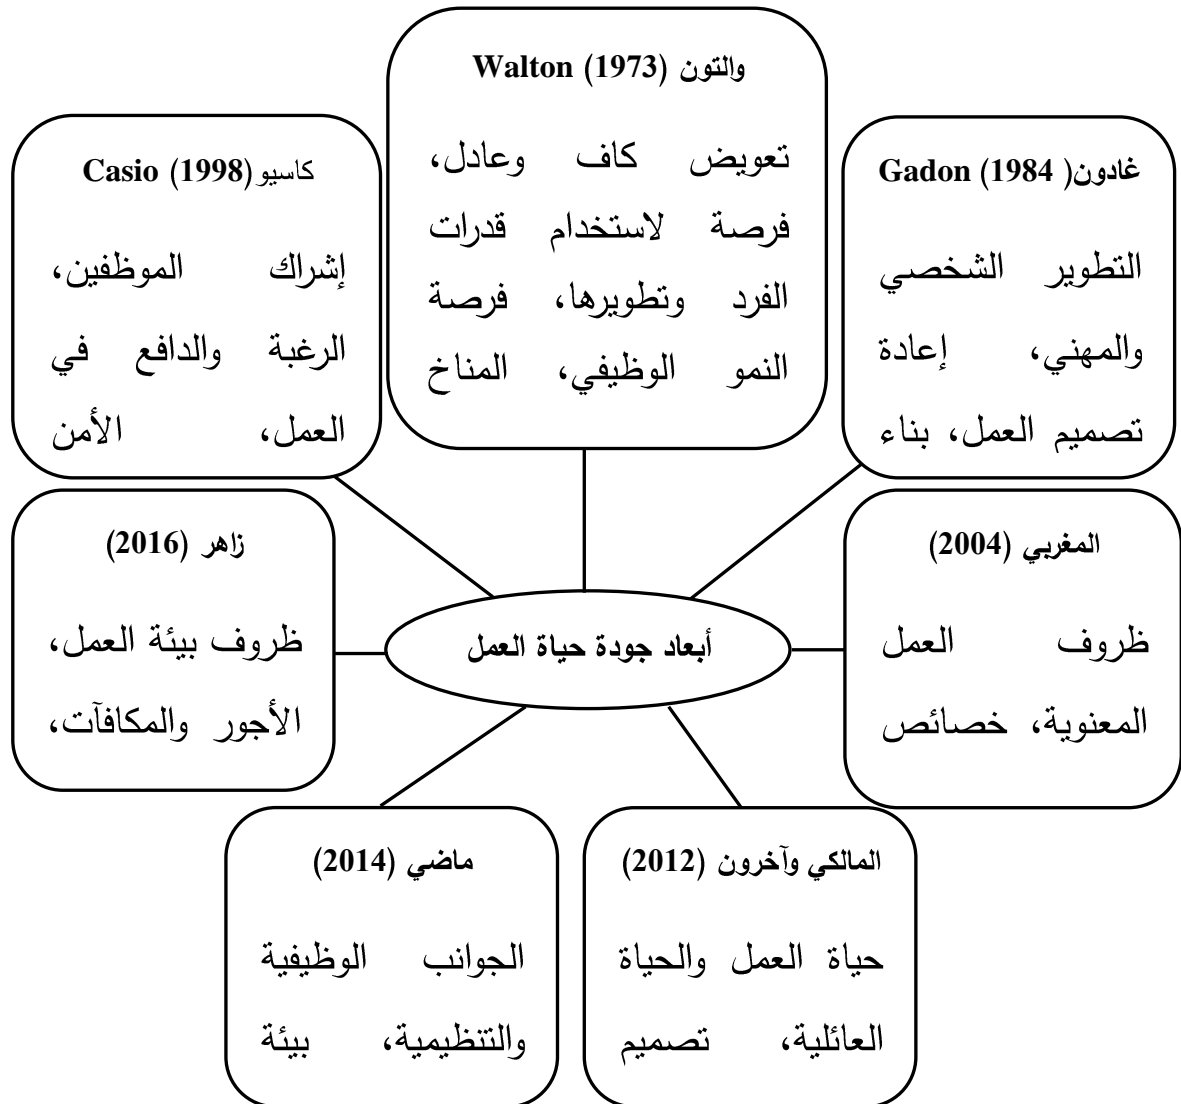 والتون Walton (1973)
تعويض كاف وعادل،
فرصة لاستخدام قدرات
الفرد وتطويرها، فرصة
النمو الوظيفي، المناخ
غادون( Gadon (1984
التطوير الشخصي
والمهني، إعادة
تصميم العمل، بناء
كاسيو Casio (1998)
إشراك الموظفين،
الرغبة والدافع في
العمل، الأمن
المغربي (2004)
ظروف العمل
المعنوية، خصائص
أبعاد جودة حياة العمل
زاهر (2016)
ظروف بيئة العمل،
الأجور والمكافآت،
المالكي وآخرون (2012)
حياة العمل والحياة
العائلية، تصميم
ماضي (2014)
الجوانب الوظيفية
والتنظيمية، بيئة